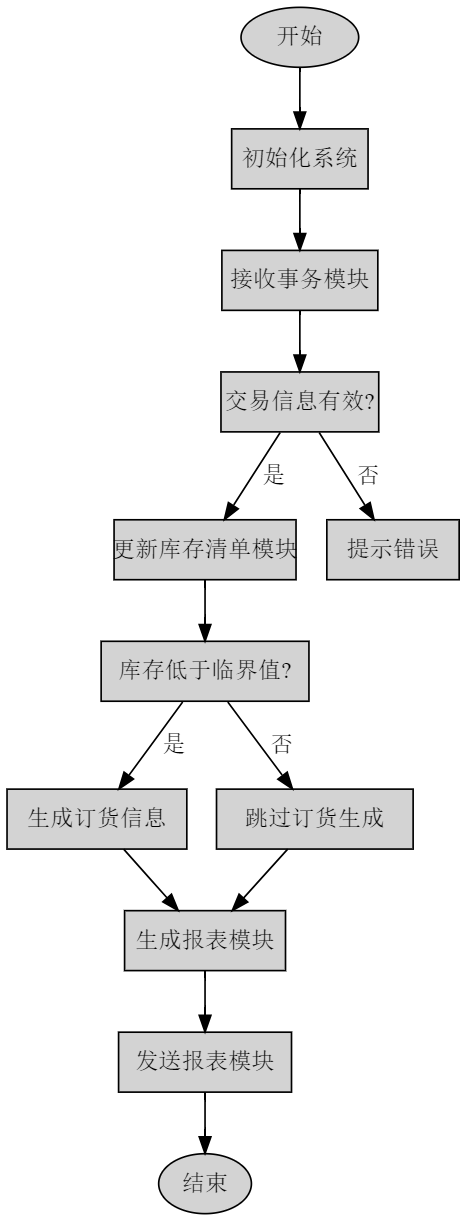 开始
初始化系统
接收事务模块
交易信息有效?
是
否
更新库存清单模块
提示错误
库存低于临界值?
是
否
生成订货信息
跳过订货生成
生成报表模块
发送报表模块
结束